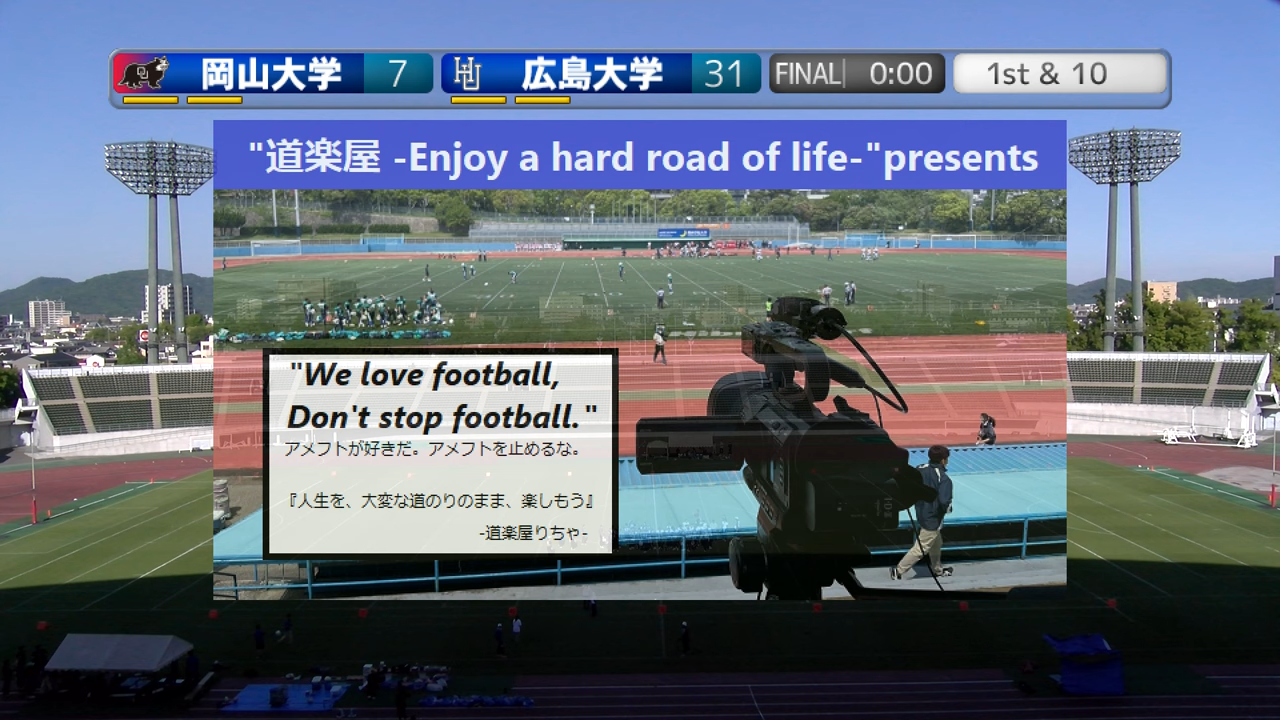 岡山大学 7 HU 広島大学 31 FINAL 0:00 1st & 10
"道楽屋 -Enjoy a hard road of life-"presents
"We love football,
Don't stop football."
アメフトが好きだ。アメフトを止めるな。
『人生を、大変な道のりのまま、楽しもう』
-道楽屋りちゃ-